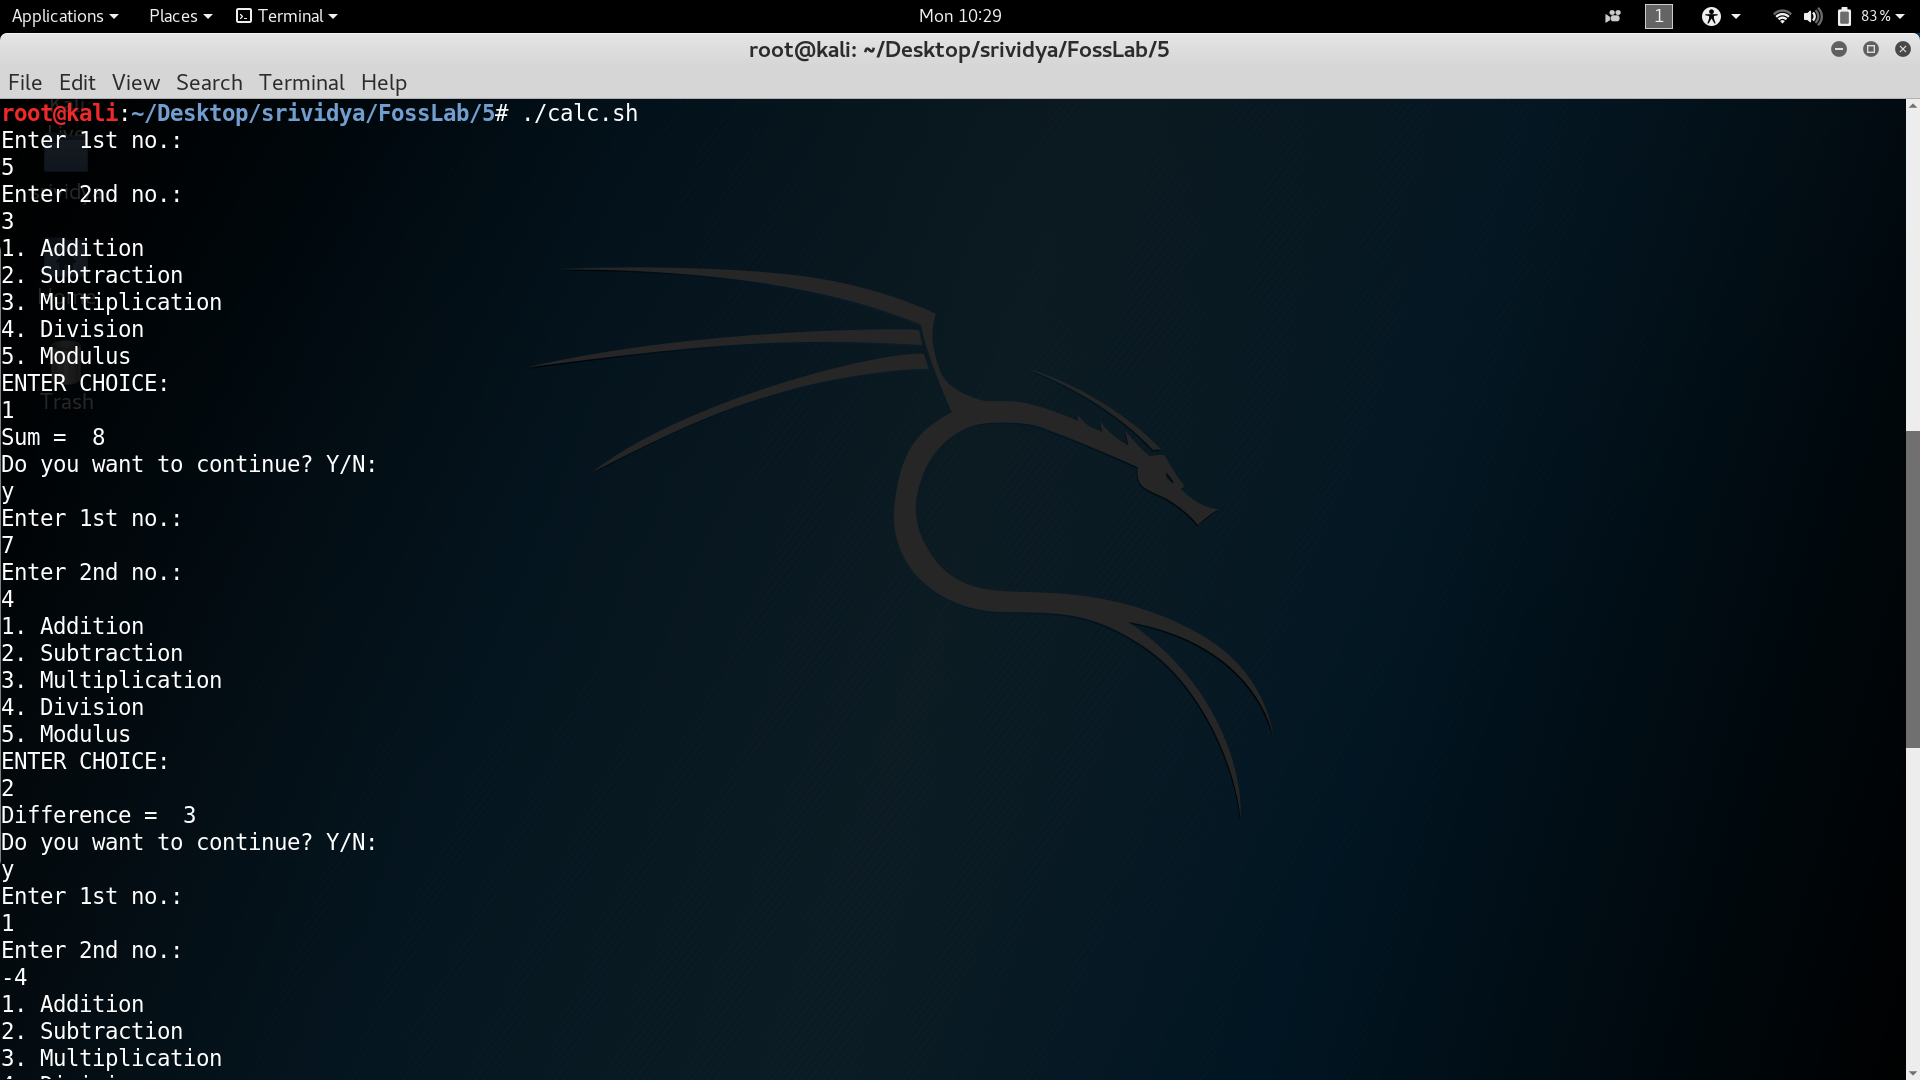 Applications Places Terminal Mon 10:29 1 83%
root@kali: ~/Desktop/srividya/FossLab/5
File Edit View Search Terminal Help
root@kali:~/Desktop/srividya/FossLab/5# ./calc.sh
Enter 1st no.:
5
Enter 2nd no.:
3
1. Addition
2. Subtraction
3. Multiplication
4. Division
5. Modulus
ENTER CHOICE:
1
Trash
Sum =  8
Do you want to continue? Y/N:
y
Enter 1st no.:
7
Enter 2nd no.:
4
1. Addition
2. Subtraction
3. Multiplication
4. Division
5. Modulus
ENTER CHOICE:
2
Difference =  3
Do you want to continue? Y/N:
y
Enter 1st no.:
1
Enter 2nd no.:
-4
1. Addition
2. Subtraction
3. Multiplication